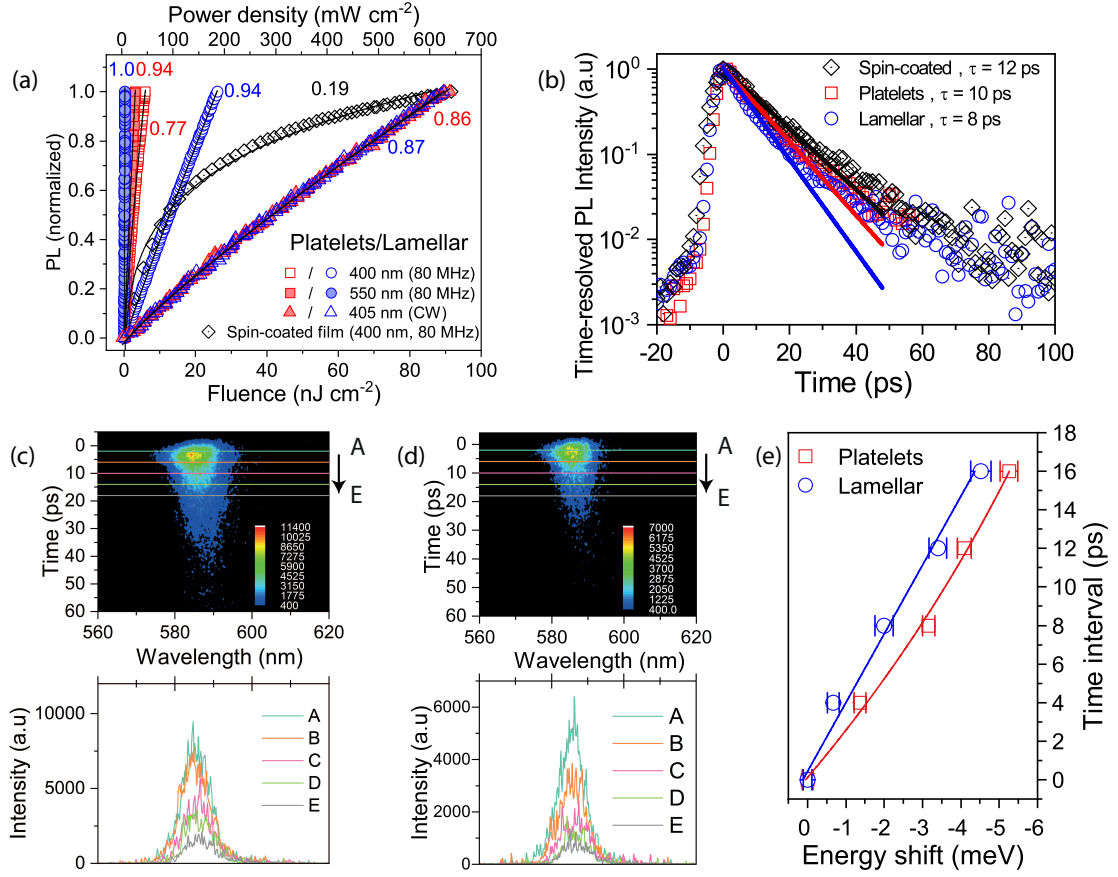 Power density (mW cm-2)
0 100 200 300 400 500 600 700
(a)
1.0 0.94
0.94
0.19
0.77
0.86
0.87
PL (normalized)
1.0
0.8
0.6
0.4
0.2
0.0
Platelets/Lamellar
/ 400 nm (80 MHz)
/ 550 nm (80 MHz)
/ 405 nm (CW)
Spin-coated film (400 nm, 80 MHz)
0 20 40 60 80 100
Fluence (nJ cm-2)
(b)
Time-resolved PL Intensity (a.u)
100
10-1
10-2
10-3
Spin-coated , τ = 12 ps
Platelets , τ = 10 ps
Lamellar , τ = 8 ps
-20 0 20 40 60 80 100
Time (ps)
(c)
Time (ps)
0
10
20
30
40
50
60
A
E
11400
10025
8650
7275
5900
4525
3150
1775
400
560 580 600 620
Wavelength (nm)
Intensity (a.u)
10000
5000
0
A
B
C
D
E
(d)
Time (ps)
0
10
20
30
40
50
60
A
E
7000
6175
5350
4525
3700
2875
2050
1225
400.0
560 580 600 620
Wavelength (nm)
Intensity (a.u)
6000
4000
2000
0
A
B
C
D
E
(e)
Platelets
Lamellar
18
16
14
12
10
8
6
4
2
0
Time interval (ps)
0 -1 -2 -3 -4 -5 -6
Energy shift (meV)